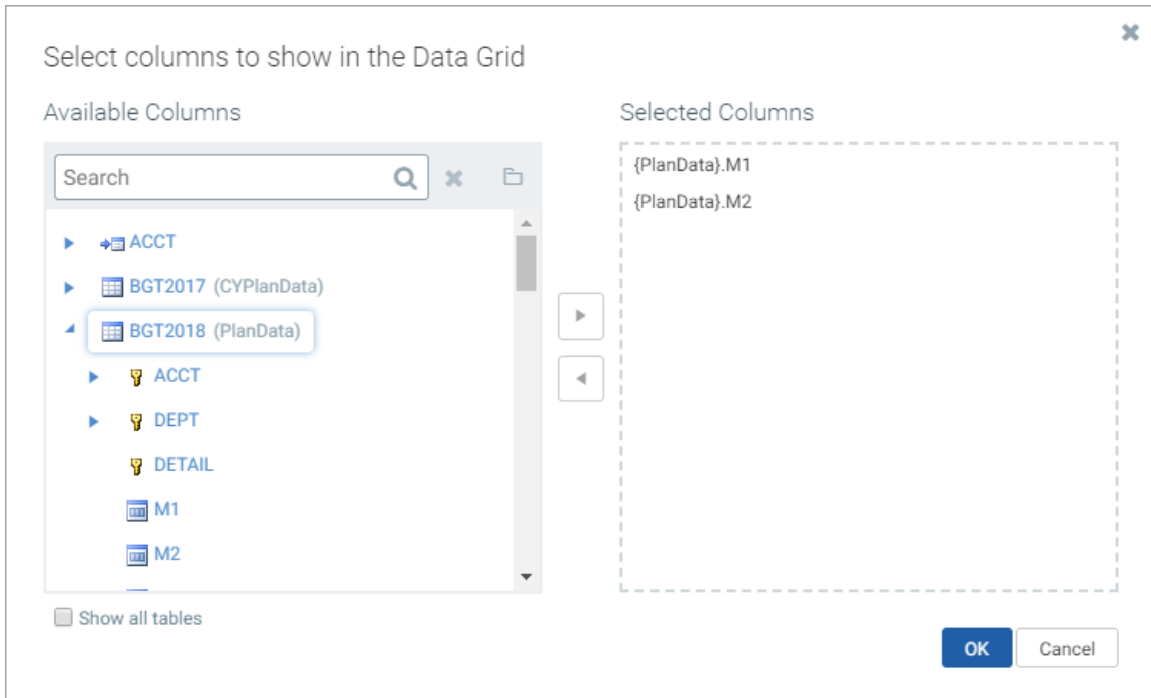 Select columns to show in the Data Grid
Available Columns
Search
ACCT
BGT2017 (CYPlanData)
BGT2018 (PlanData)
ACCT
DEPT
DETAIL
M1
M2
Show all tables
Selected Columns
{PlanData}.M1
{PlanData}.M2
OK
Cancel